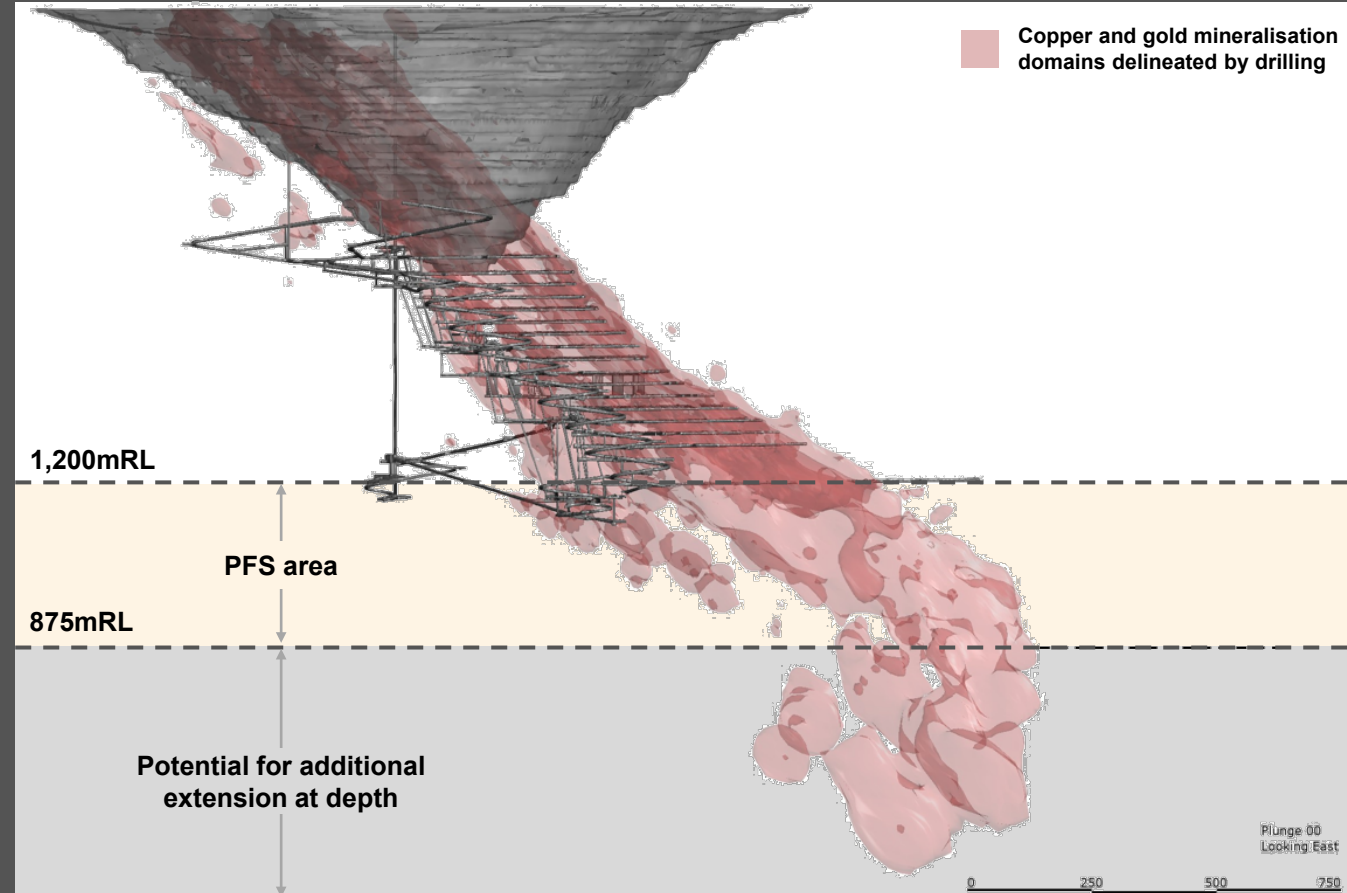 Copper and gold mineralisation
domains delineated by drilling
1,200mRL
PFS area
875mRL
Potential for additional
extension at depth
Plunge 00
Looking East
0 250 500 750